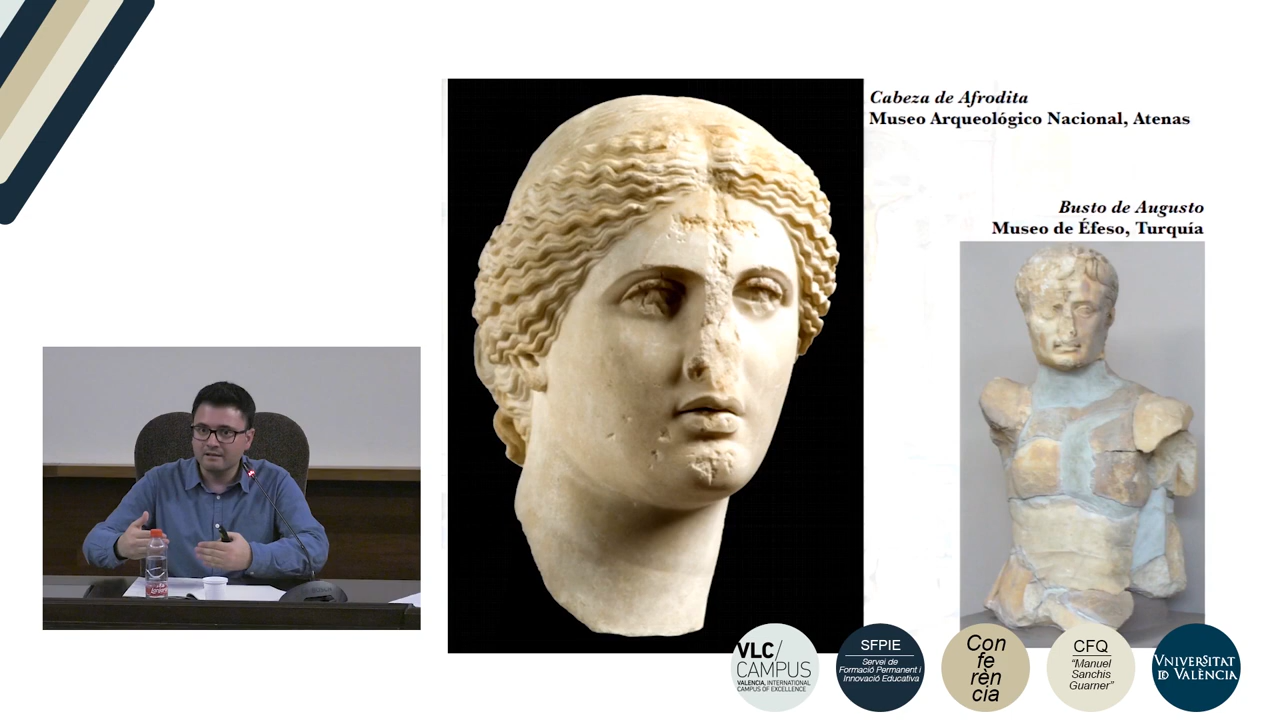 Cabeza de Afrodita
Museo Arqueológico Nacional, Atenas
Busto de Augusto
Museo de Éfeso, Turquía
VLC/
CAMPUS
VALENCIA, INTERNATIONAL
CAMPUS OF EXCELLENCE
SFPIE
Servei de
Formació Permanent i
Innovació Educativa
Con
fe
rèn
cia
CFQ
“Manuel
Sanchis
Guarner”
VNIVERSITAT
ID VALÈNCIA